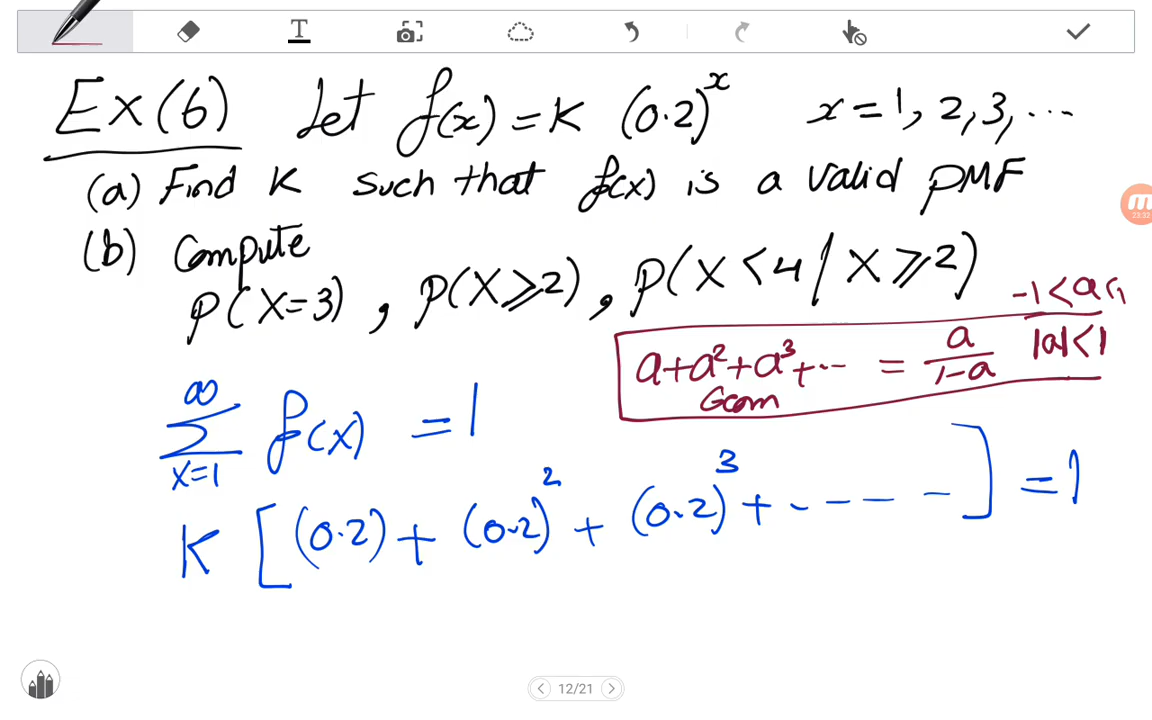 T
Ex(6) Let f(x) = K (0.2)^x x = 1, 2, 3, ...
(a) Find K such that f(x) is a valid PMF
(b) Compute
P(X=3), P(X⩾2), P(X<4/X⩾2)
-1<a<1
|a|<1
a+a²+a³+... = a/1-a
Geom
∞
∑ f(x) = 1
x=1
K [(0.2) + (0.2)² + (0.2)³ + . - - -] = 1
M
23:32
12/21